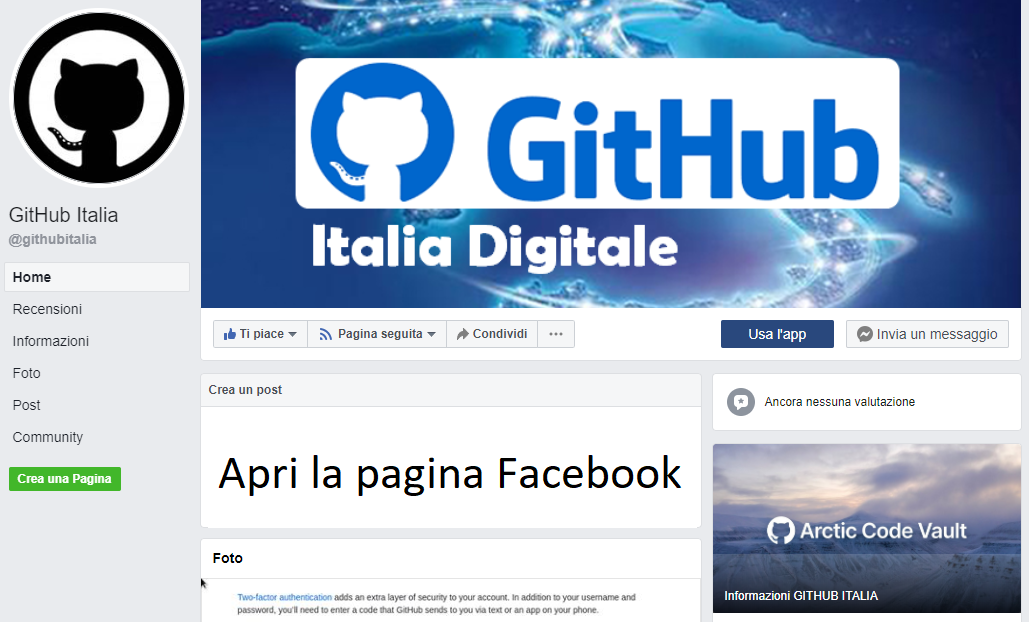 GitHub
Italia Digitale
GitHub Italia
@githubitalia
Home
Recensioni
Informazioni
Foto
Post
Community
Crea una Pagina
Ti piace
Pagina seguita
Condividi
...
Usa l'app
Invia un messaggio
Crea un post
Apri la pagina Facebook
Foto
Two-factor authentication adds an extra layer of security to your account. In addition to your username and
password, you'll need to enter a code that GitHub sends to you via text or an app on your phone.
Ancora nessuna valutazione
Arctic Code Vault
Informazioni GITHUB ITALIA